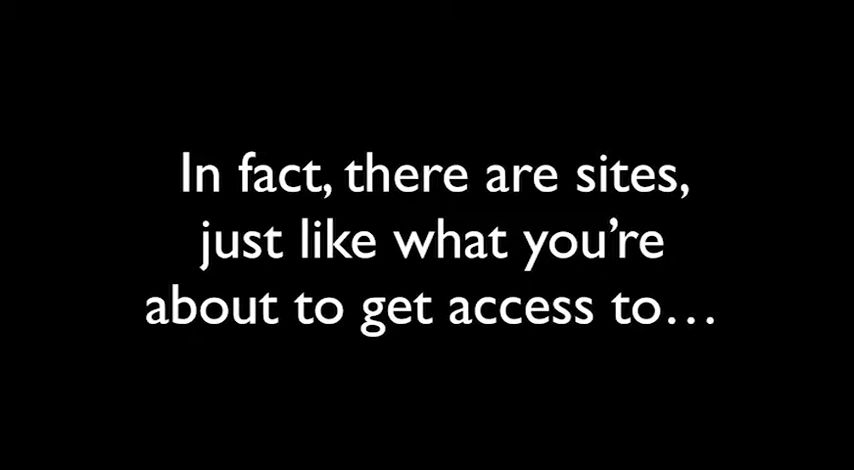 In fact, there are sites,
just like what you’re
about to get access to…